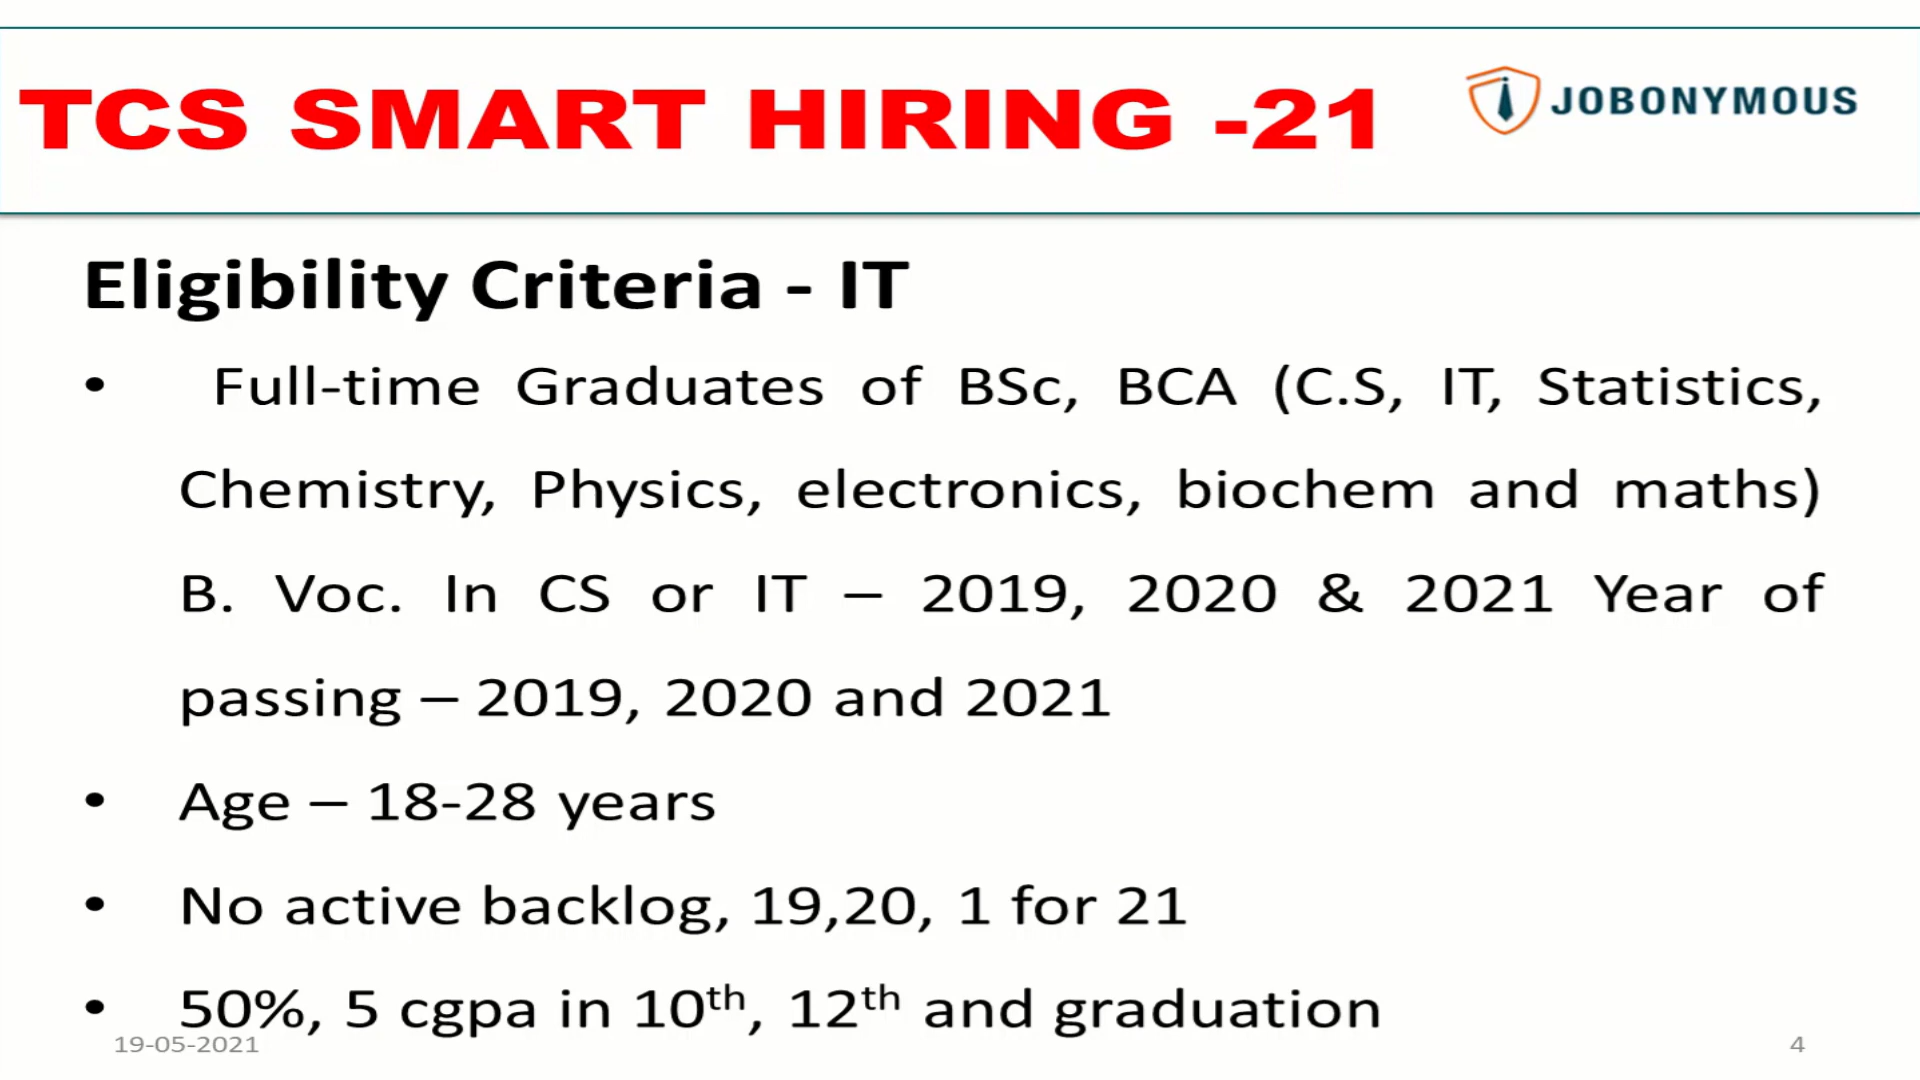 TCS SMART HIRING -21
JOBONYMOUS
Eligibility Criteria - IT
• Full-time Graduates of BSc, BCA (C.S, IT, Statistics,
Chemistry, Physics, electronics, biochem and maths)
B. Voc. In CS or IT – 2019, 2020 & 2021 Year of
passing – 2019, 2020 and 2021
• Age – 18-28 years
• No active backlog, 19,20, 1 for 21
• 50%, 5 cgpa in 10th, 12th and graduation
19-05-2021
4